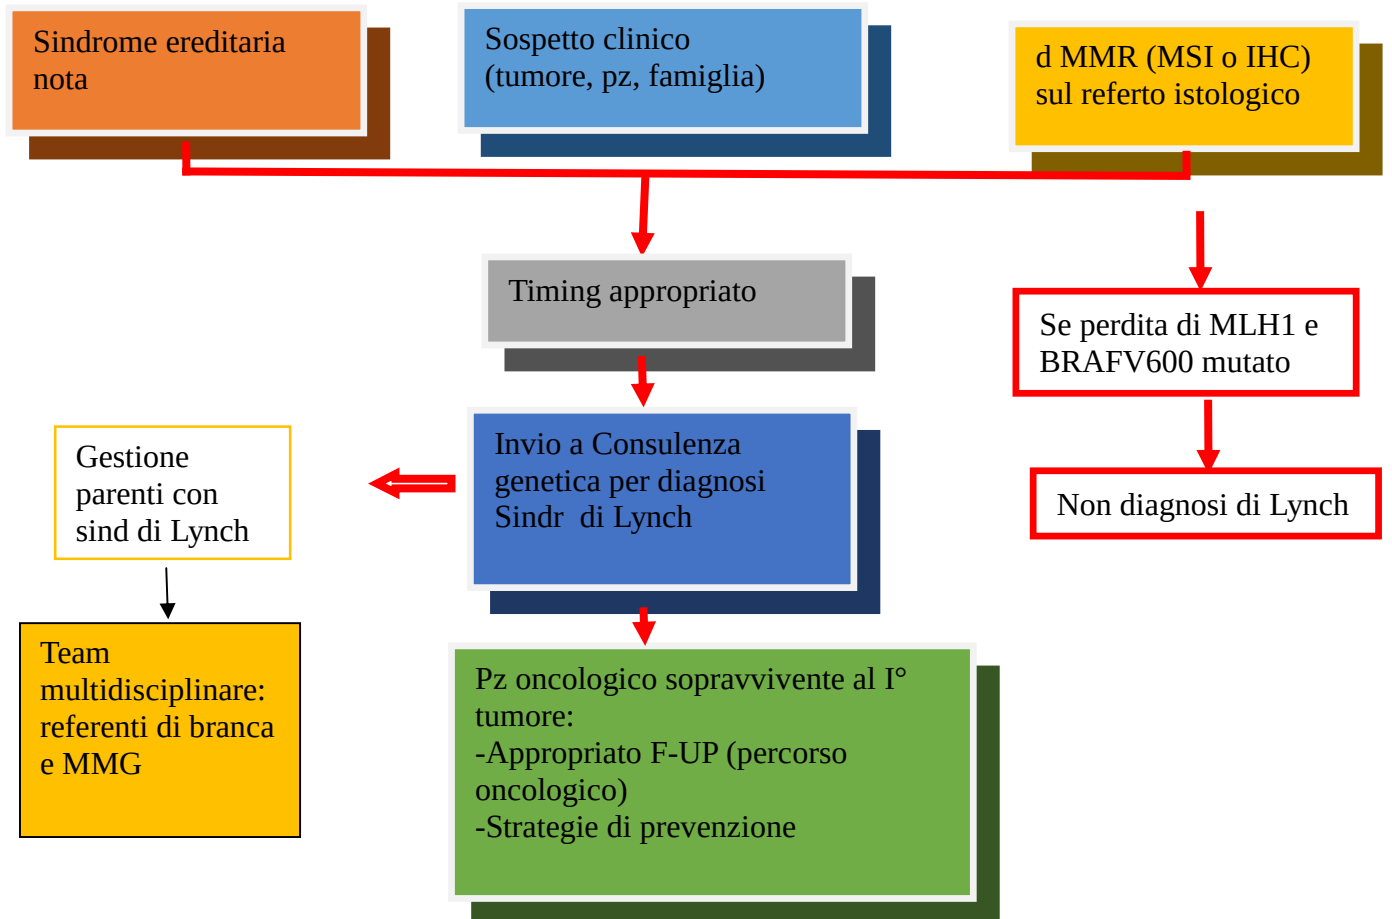 Sindrome ereditaria
nota
Sospetto clinico
(tumore, pz, famiglia)
d MMR (MSI o IHC)
sul referto istologico
Timing appropriato
Se perdita di MLH1 e
BRAFV600 mutato
Invio a Consulenza
genetica per diagnosi
Sindr  di Lynch
Gestione
parenti con
sind di Lynch
Non diagnosi di Lynch
Team
multidisciplinare:
referenti di branca
e MMG
Pz oncologico sopravvivente al I°
tumore:
-Appropriato F-UP (percorso
oncologico)
-Strategie di prevenzione